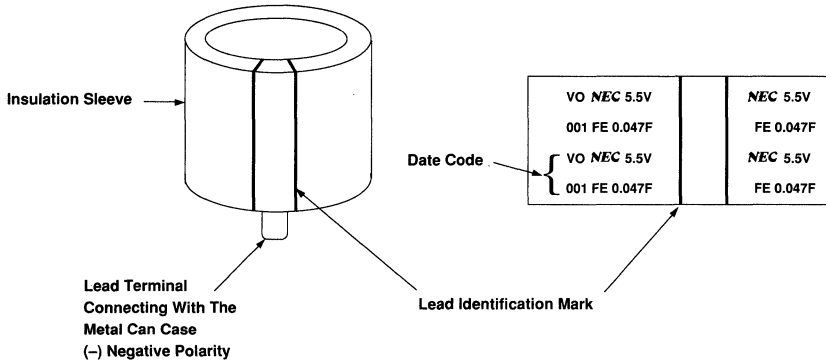 Insulation Sleeve
Lead Terminal
Connecting With The
Metal Can Case
(–) Negative Polarity
Date Code
VO NEC 5.5V NEC 5.5V
001 FE 0.047F FE 0.047F
VO NEC 5.5V NEC 5.5V
001 FE 0.047F FE 0.047F
Lead Identification Mark